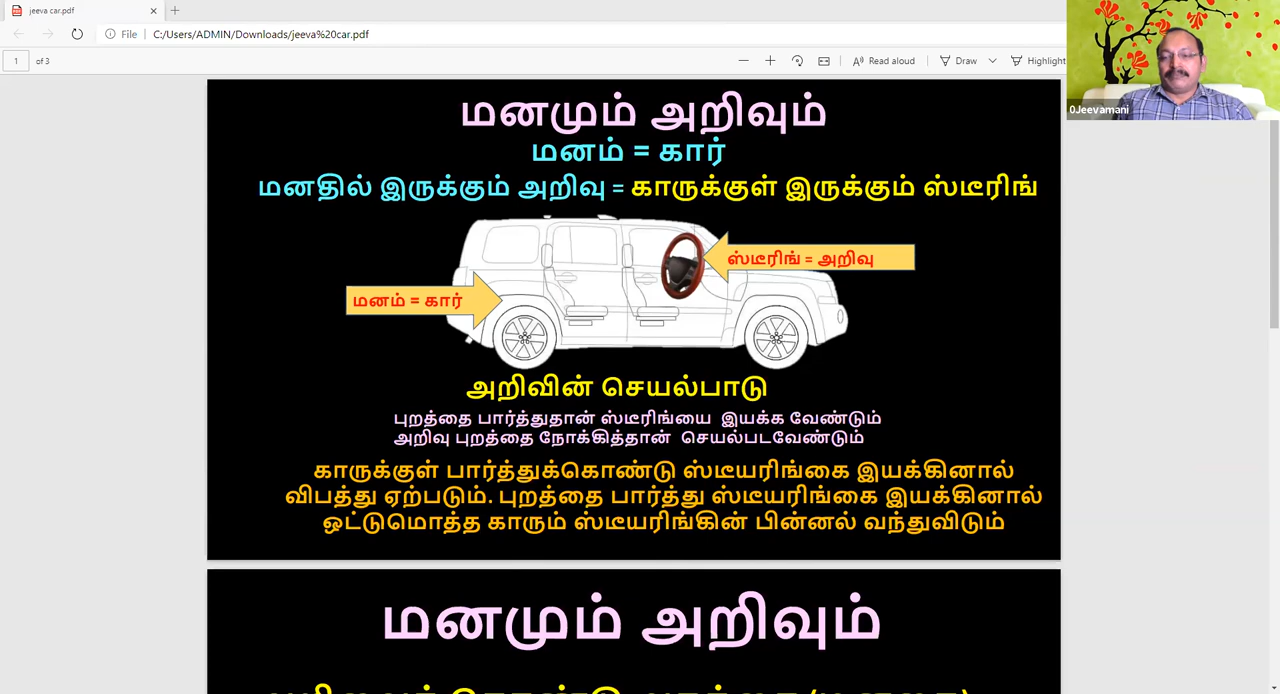 jeeva car.pdf
File C:/Users/ADMIN/Downloads/jeeva%20car.pdf
1 of 3 Read aloud Draw Highlight
0Jeevamani
மனமும் அறிவும்
மனம் = கார்
மனதில் இருக்கும் அறிவு = காருக்குள் இருக்கும் ஸ்டீரிங்
ஸ்டீரிங் = அறிவு
மனம் = கார்
அறிவின் செயல்பாடு
புறத்தை பார்த்துதான் ஸ்டீரிங்யை இயக்க வேண்டும்
அறிவு புறத்தை நோக்கித்தான் செயல்படவேண்டும்
காருக்குள் பார்த்துக்கொண்டு ஸ்டீயரிங்கை இயக்கினால்
விபத்து ஏற்படும். புறத்தை பார்த்து ஸ்டீயரிங்கை இயக்கினால்
ஒட்டுமொத்த காரும் ஸ்டீயரிங்கின் பின்னல் வந்துவிடும்
மனமும் அறிவும்